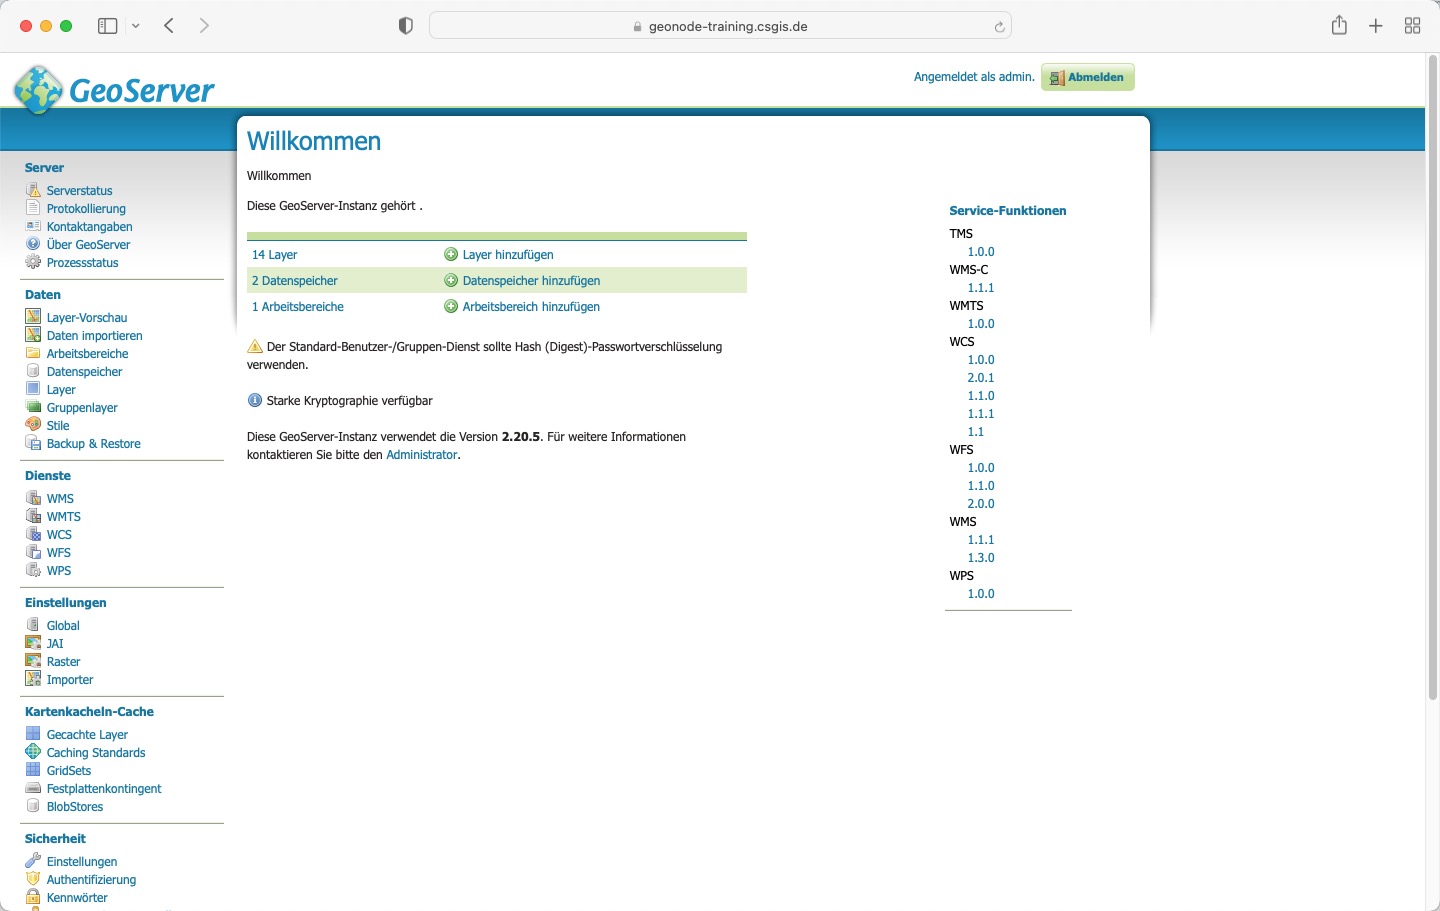 geonode-training.csgis.de
GeoServer
Angemeldet als admin.
Abmelden
Server
Serverstatus
Protokollierung
Kontaktangaben
Über GeoServer
Prozessstatus
Daten
Layer-Vorschau
Daten importieren
Arbeitsbereiche
Datenspeicher
Layer
Gruppenlayer
Stile
Backup & Restore
Dienste
WMS
WMTS
WCS
WFS
WPS
Einstellungen
Global
JAI
Raster
Importer
Kartenkacheln-Cache
Gecachte Layer
Caching Standards
GridSets
Festplattenkontingent
BlobStores
Sicherheit
Einstellungen
Authentifizierung
Kennwörter
Willkommen
Willkommen
Diese GeoServer-Instanz gehört .
14 Layer Layer hinzufügen
2 Datenspeicher Datenspeicher hinzufügen
1 Arbeitsbereiche Arbeitsbereich hinzufügen
Der Standard-Benutzer-/Gruppen-Dienst sollte Hash (Digest)-Passwortverschlüsselung
verwenden.
Starke Kryptographie verfügbar
Diese GeoServer-Instanz verwendet die Version 2.20.5. Für weitere Informationen
kontaktieren Sie bitte den Administrator.
Service-Funktionen
TMS
1.0.0
WMS-C
1.1.1
WMTS
1.0.0
WCS
1.0.0
2.0.1
1.1.0
1.1.1
1.1
WFS
1.0.0
1.1.0
2.0.0
WMS
1.1.1
1.3.0
WPS
1.0.0